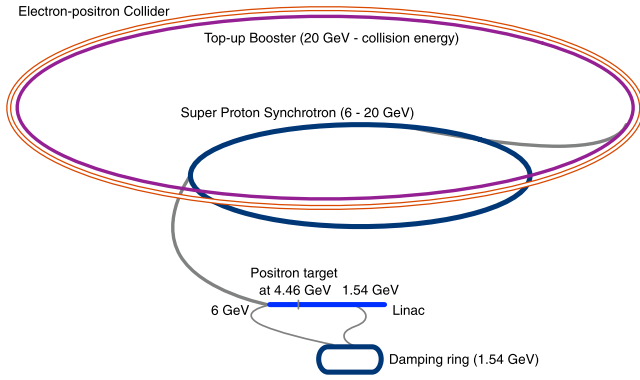 Electron-positron Collider
Top-up Booster (20 GeV - collision energy)
Super Proton Synchrotron (6 - 20 GeV)
Positron target
at 4.46 GeV 1.54 GeV
6 GeV
Linac
Damping ring (1.54 GeV)